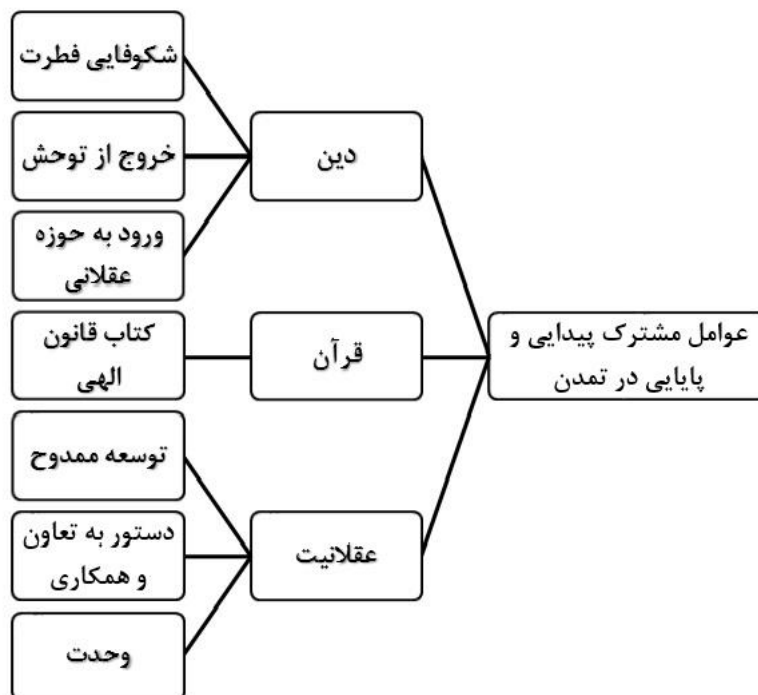 عوامل مشترک پیدایی و
پایایی در تمدن
دین
شکوفایی فطرت
خروج از توحش
ورود به حوزه
عقلانی
قرآن
کتاب قانون
الهی
عقلانیت
توسعه ممدوح
دستور به تعاون
و همکاری
وحدت